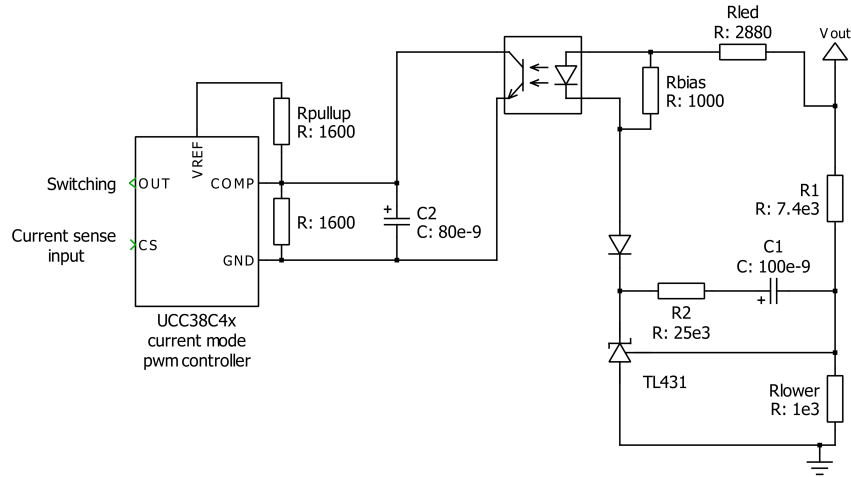 Rled
R: 2880
Vout
Rbias
R: 1000
Rpullup
R: 1600
VREF
Switching
OUT
COMP
R1
R: 7.4e3
C2
C: 80e-9
R: 1600
Current sense
input
CS
GND
C1
C: 100e-9
+
+
R2
R: 25e3
UCC38C4x
current mode
pwm controller
TL431
Rlower
R: 1e3